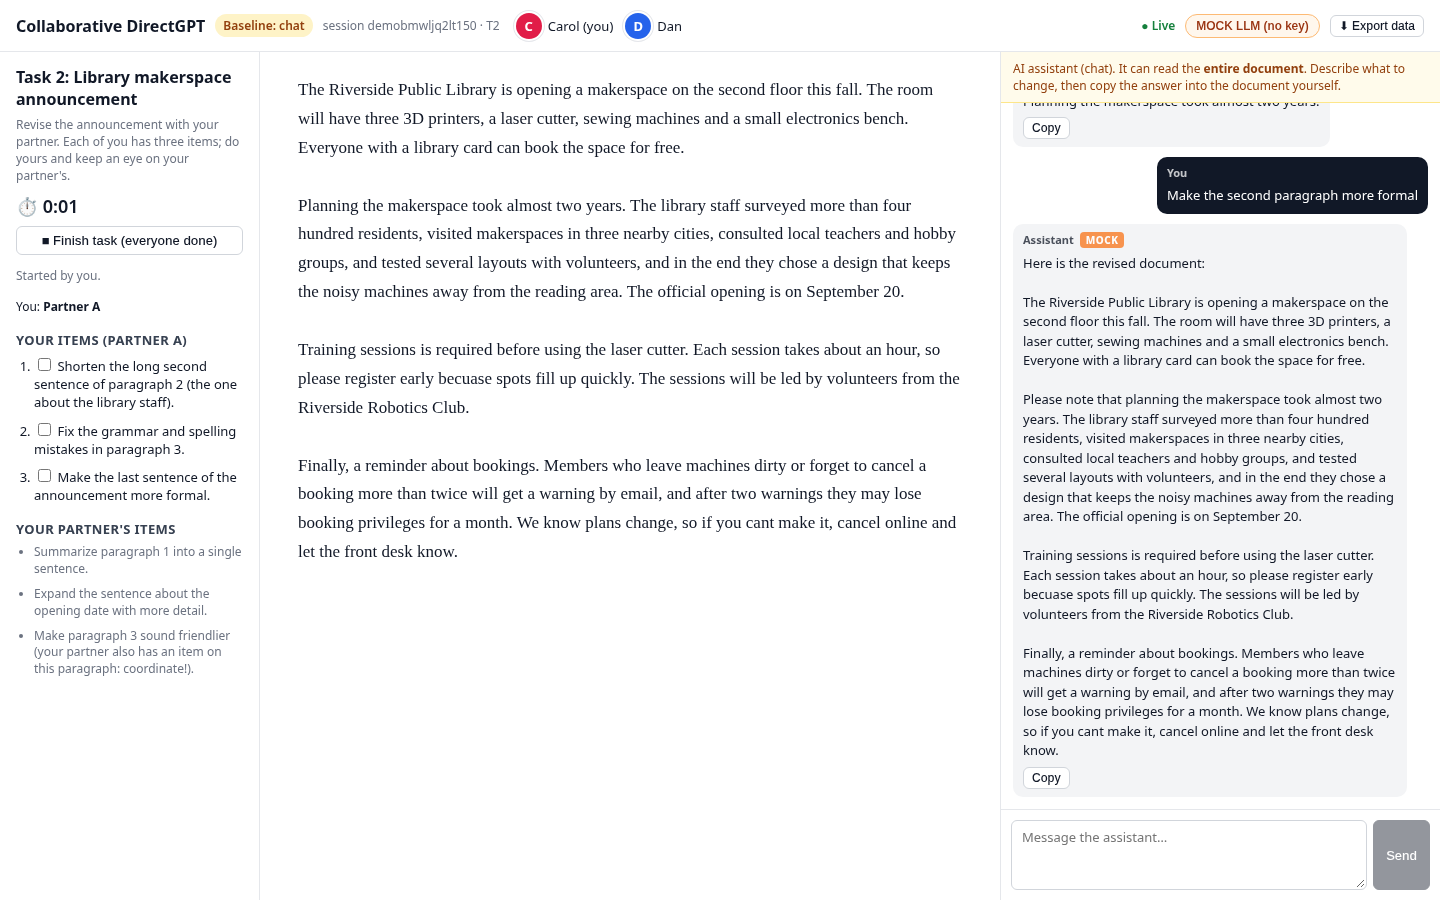 Collaborative DirectGPT
Baseline: chat
session demobmwljq2lt150 · T2
C
Carol (you)
D
Dan
● Live
MOCK LLM (no key)
⬇ Export data
Task 2: Library makerspace
announcement
Revise the announcement with your
partner. Each of you has three items; do
yours and keep an eye on your
partner's.
⏱️ 0:01
■ Finish task (everyone done)
Started by you.
You: Partner A
YOUR ITEMS (PARTNER A)
1. Shorten the long second
sentence of paragraph 2 (the one
about the library staff).
2. Fix the grammar and spelling
mistakes in paragraph 3.
3. Make the last sentence of the
announcement more formal.
YOUR PARTNER'S ITEMS
• Summarize paragraph 1 into a single
sentence.
• Expand the sentence about the
opening date with more detail.
• Make paragraph 3 sound friendlier
(your partner also has an item on
this paragraph: coordinate!).
The Riverside Public Library is opening a makerspace on the second floor this fall. The room
will have three 3D printers, a laser cutter, sewing machines and a small electronics bench.
Everyone with a library card can book the space for free.
Planning the makerspace took almost two years. The library staff surveyed more than four
hundred residents, visited makerspaces in three nearby cities, consulted local teachers and hobby
groups, and tested several layouts with volunteers, and in the end they chose a design that keeps
the noisy machines away from the reading area. The official opening is on September 20.
Training sessions is required before using the laser cutter. Each session takes about an hour, so
please register early becuase spots fill up quickly. The sessions will be led by volunteers from the
Riverside Robotics Club.
Finally, a reminder about bookings. Members who leave machines dirty or forget to cancel a
booking more than twice will get a warning by email, and after two warnings they may lose
booking privileges for a month. We know plans change, so if you cant make it, cancel online and
let the front desk know.
AI assistant (chat). It can read the entire document. Describe what to
change, then copy the answer into the document yourself.
Planning the makerspace took almost two years.
Copy
You
Make the second paragraph more formal
Assistant MOCK
Here is the revised document:
The Riverside Public Library is opening a makerspace on the
second floor this fall. The room will have three 3D printers, a
laser cutter, sewing machines and a small electronics bench.
Everyone with a library card can book the space for free.
Please note that planning the makerspace took almost two
years. The library staff surveyed more than four hundred
residents, visited makerspaces in three nearby cities,
consulted local teachers and hobby groups, and tested
several layouts with volunteers, and in the end they chose a
design that keeps the noisy machines away from the reading
area. The official opening is on September 20.
Training sessions is required before using the laser cutter.
Each session takes about an hour, so please register early
becuase spots fill up quickly. The sessions will be led by
volunteers from the Riverside Robotics Club.
Finally, a reminder about bookings. Members who leave
machines dirty or forget to cancel a booking more than twice
will get a warning by email, and after two warnings they may
lose booking privileges for a month. We know plans change,
so if you cant make it, cancel online and let the front desk
know.
Copy
Message the assistant...
Send